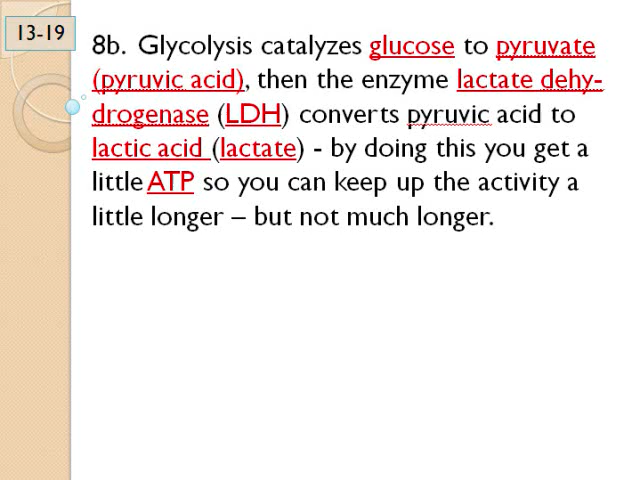 13-19
8b. Glycolysis catalyzes glucose to pyruvate
(pyruvic acid), then the enzyme lactate dehy-
drogenase (LDH) converts pyruvic acid to
lactic acid (lactate) - by doing this you get a
little ATP so you can keep up the activity a
little longer – but not much longer.